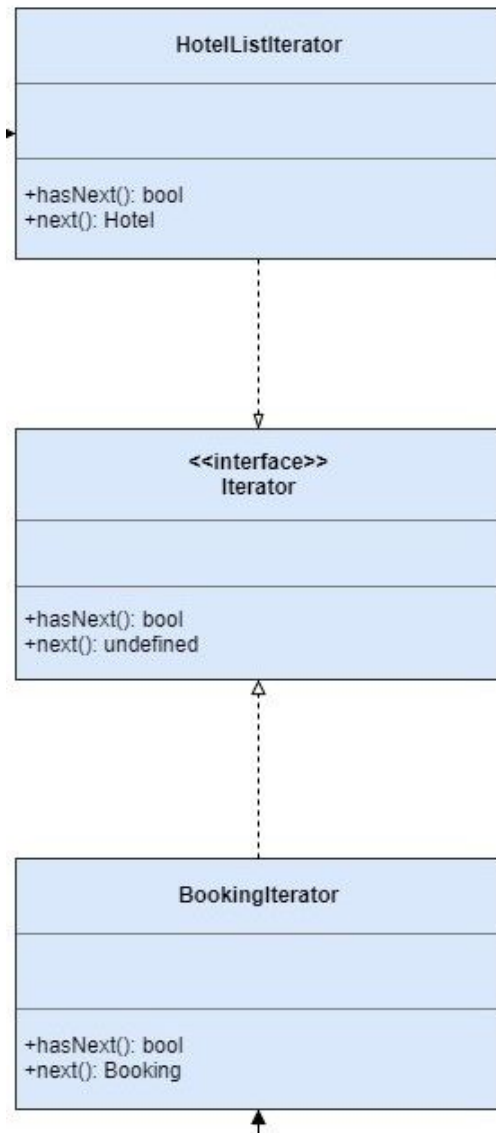 HotelListIterator
+hasNext(): bool
+next(): Hotel
<<interface>>
Iterator
+hasNext(): bool
+next(): undefined
BookingIterator
+hasNext(): bool
+next(): Booking